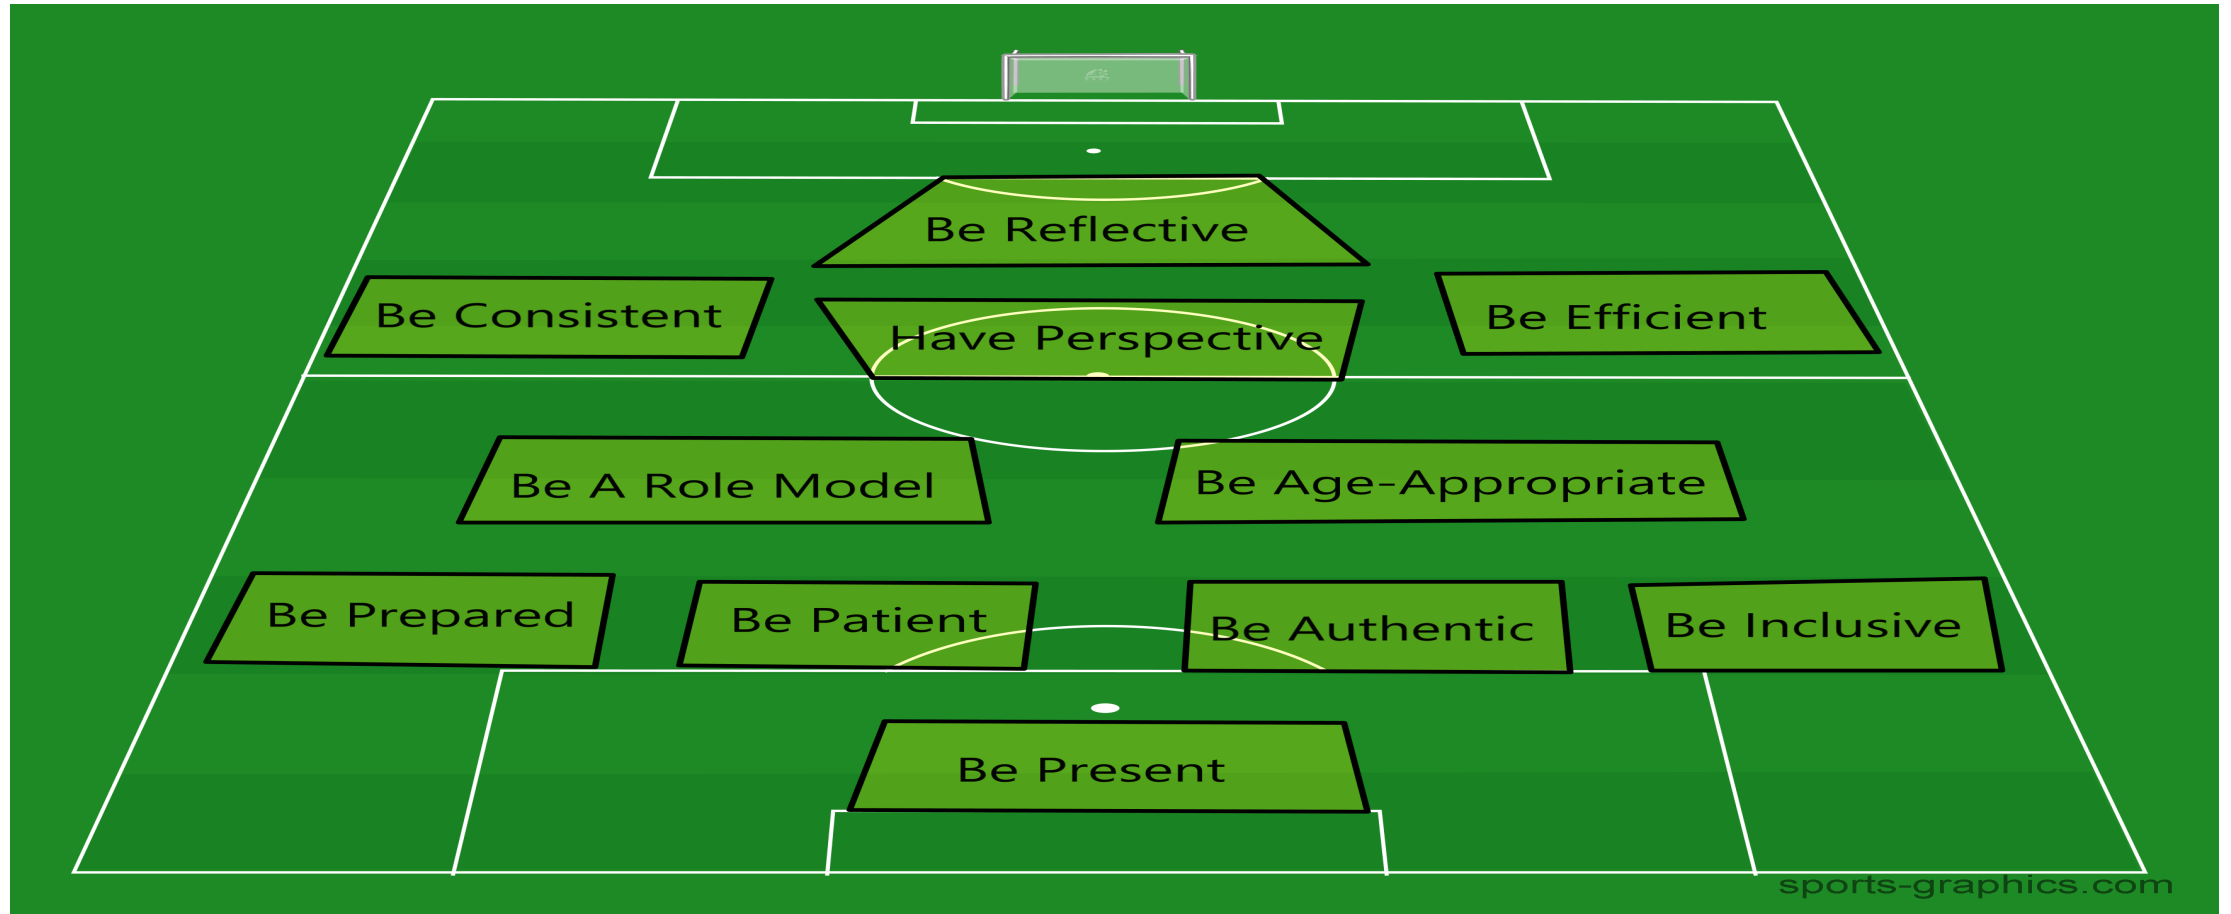 Be Reflective
Be Consistent
Have Perspective
Be Efficient
Be A Role Model
Be Age-Appropriate
Be Prepared
Be Patient
Be Authentic
Be Inclusive
Be Present
sports-graphics.com